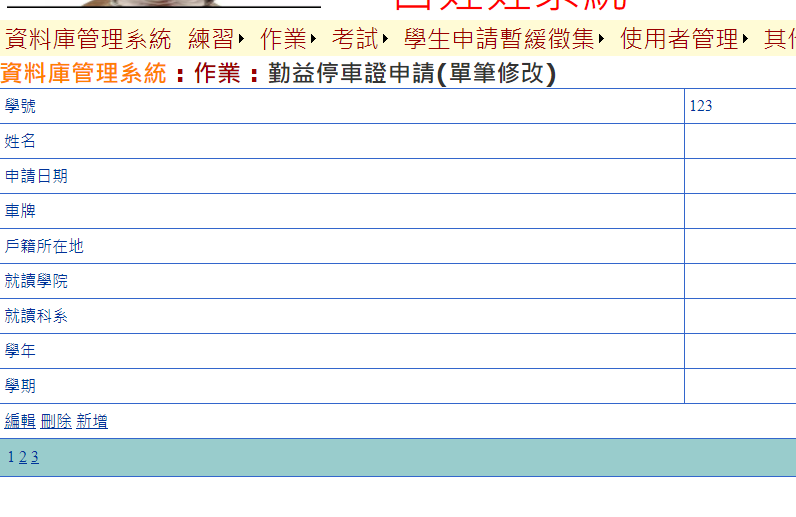 資料庫管理系統 練習 作業 考試 學生申請暫緩徵集 使用者管理
資料庫管理系統：作業：勤益停車證申請(單筆修改)
學號 123
姓名
申請日期
車牌
戶籍所在地
就讀學院
就讀科系
學年
學期
編輯 刪除 新增
1 2 3